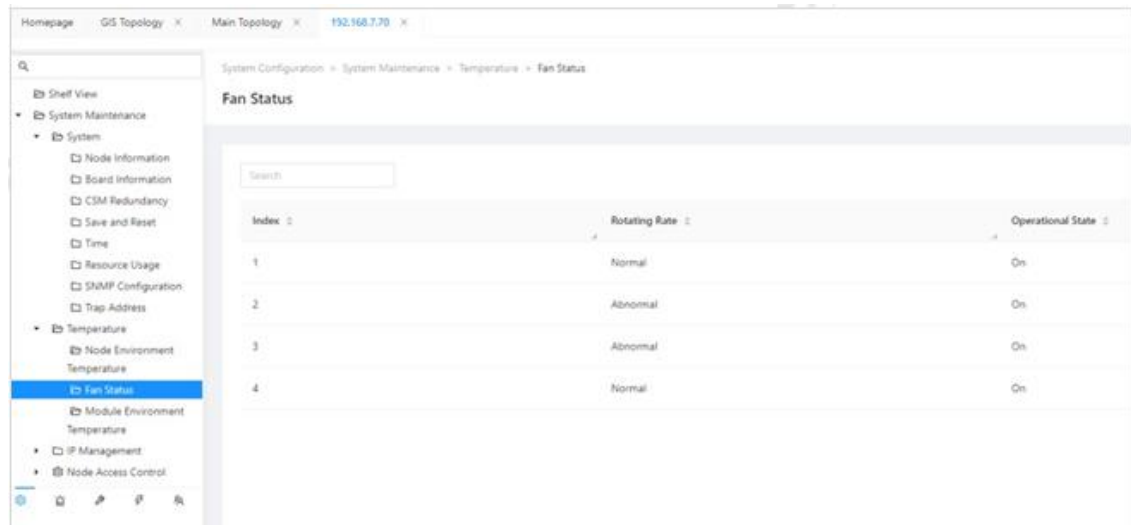 Homepage GIS Topology × Main Topology × 192.168.7.70 ×
System Configuration > System Maintenance > Temperature > Fan Status
Fan Status
Shelf View
System Maintenance
System
Node Information
Board Information
CSM Redundancy
Save and Reset
Time
Resource Usage
SNMP Configuration
Trap Address
Temperature
Node Environment
Temperature
Fan Status
Module Environment
Temperature
IP Management
Node Access Control
Search
Index Rotating Rate Operational State
1 Normal On
2 Abnormal On
3 Abnormal On
4 Normal On